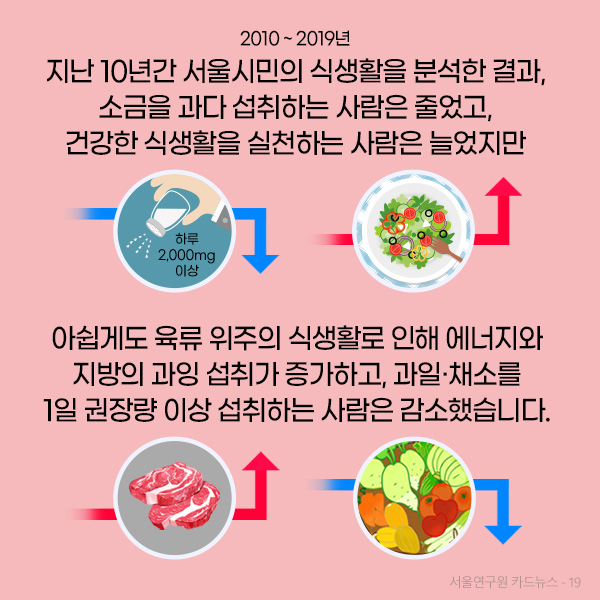 2010 ~ 2019년
지난 10년간 서울시민의 식생활을 분석한 결과,
소금을 과다 섭취하는 사람은 줄었고,
건강한 식생활을 실천하는 사람은 늘었지만
하루
2,000mg
이상
아쉽게도 육류 위주의 식생활로 인해 에너지와
지방의 과잉 섭취가 증가하고, 과일·채소를
1일 권장량 이상 섭취하는 사람은 감소했습니다.
서울연구원 카드뉴스 - 19